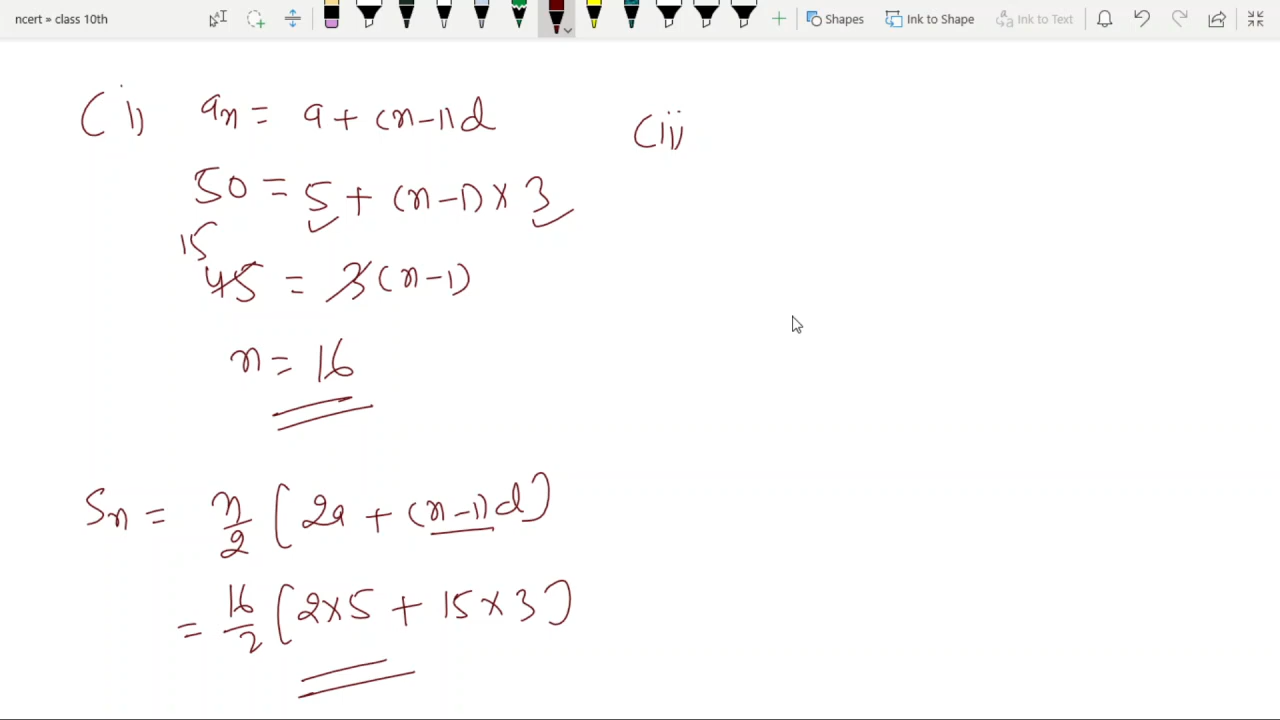 ncert » class 10th
Shapes
Ink to Shape
Ink to Text
(i) aₙ = a + (n-1)d
50 = 5 + (n-1) × 3
15
45 = 3(n-1)
n = 16
Sₙ = n/2 [2a + (n-1)d]
= 16/2 [2×5 + 15×3]
(ii)